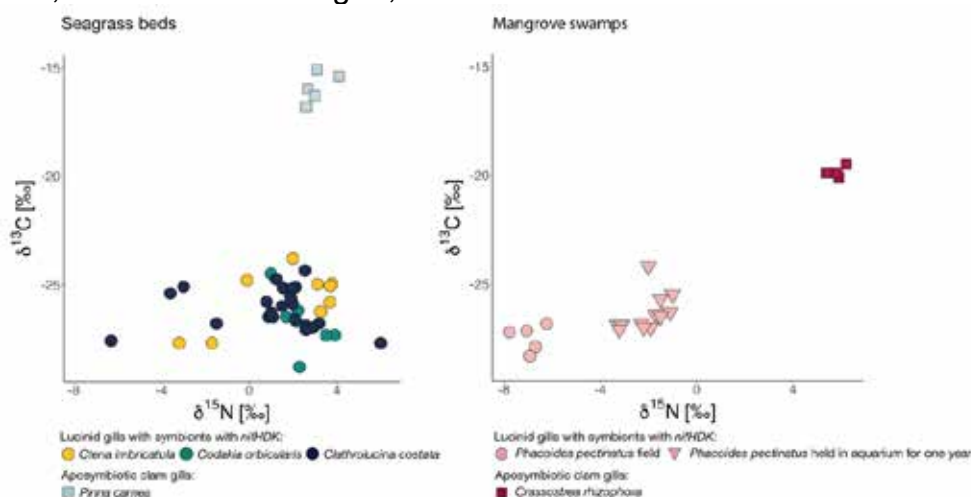 Seagrass beds
Mangrove swamps
-15
-20
-25
δ13C [‰]
-8
-4
0
4
δ15N [‰]
-15
-20
-25
δ13C [‰]
-8
-4
0
4
δ15N [‰]
Lucinid gills with symbionts with nifHDK:
Ctena imbricatula Codakia orbicularis Clathrolucina costata
Aposymbiotic clam gills:
Pinna carnea
Lucinid gills with symbionts with nifHDK:
Phacoides pectinatus field Phacoides pectinatus held in aquarium for one year
Aposymbiotic clam gills:
Crassostrea rhizophora